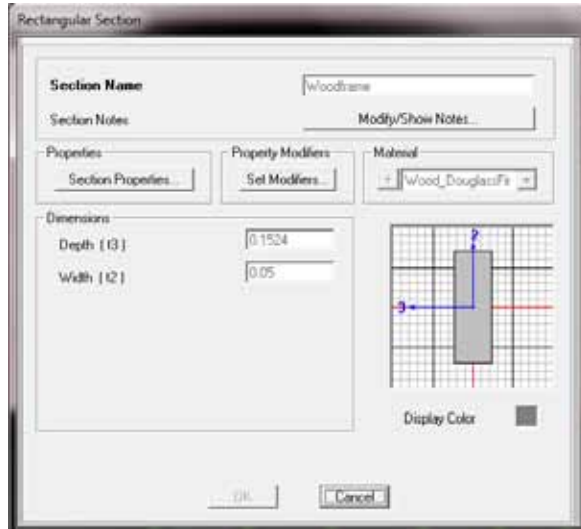 Rectangular Section
Section Name
Woodframe
Section Notes
Modify/Show Notes...
Properties
Section Properties...
Property Modifiers
Set Modifiers...
Material
+ Wood_DouglasFir
Dimensions
Depth ( t3 )
0.1524
Width ( t2 )
0.05
2
3
Display Color
OK
Cancel